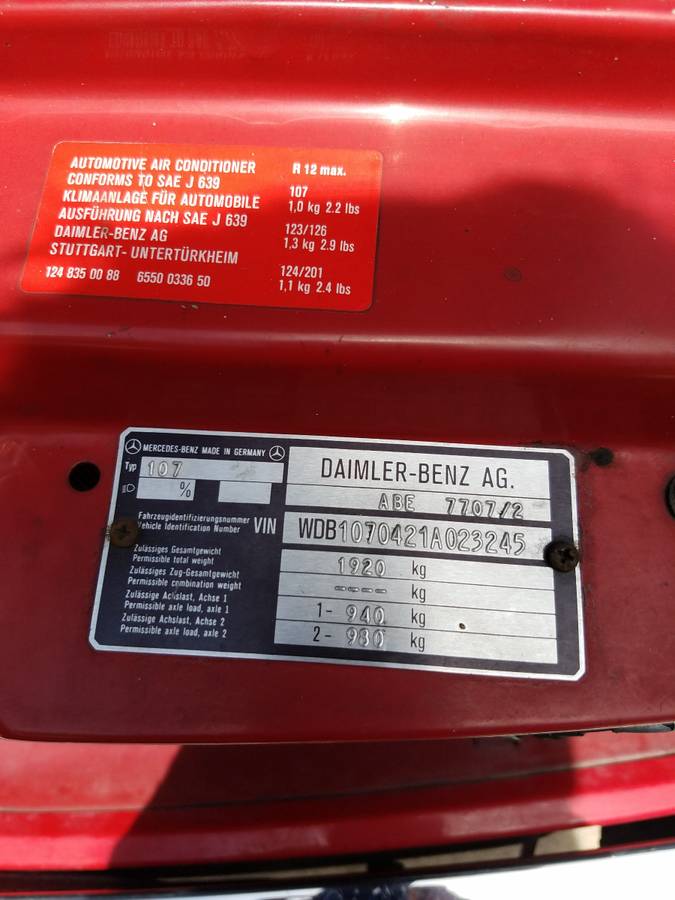 AUTOMOTIVE AIR CONDITIONER
CONFORMS TO SAE J 639
KLIMAANLAGE FÜR AUTOMOBILE
AUSFÜHRUNG NACH SAE J 639
DAIMLER-BENZ AG
STUTTGART- UNTERTÜRKHEIM
124 835 00 88 6550 0336 50
R 12 max.
107
1,0 kg 2.2 lbs
123/126
1,3 kg 2.9 lbs
124/201
1,1 kg 2.4 lbs
MERCEDES-BENZ MADE IN GERMANY
Typ 107
%
DAIMLER-BENZ AG.
ABE 7707/2
Fahrzeugidentifizierungsnummer
Vehicle Identification Number VIN WDB1070421A023245
Zulässiges Gesamtgewicht
Permissible total weight 1920 kg
Zulässiges Zug-Gesamtgewicht
Permissible combination weight ---- kg
Zulässige Achslast, Achse 1
Permissible axle load, axle 1 1- 940 kg
Zulässige Achslast, Achse 2
Permissible axle load, axle 2 2- 980 kg